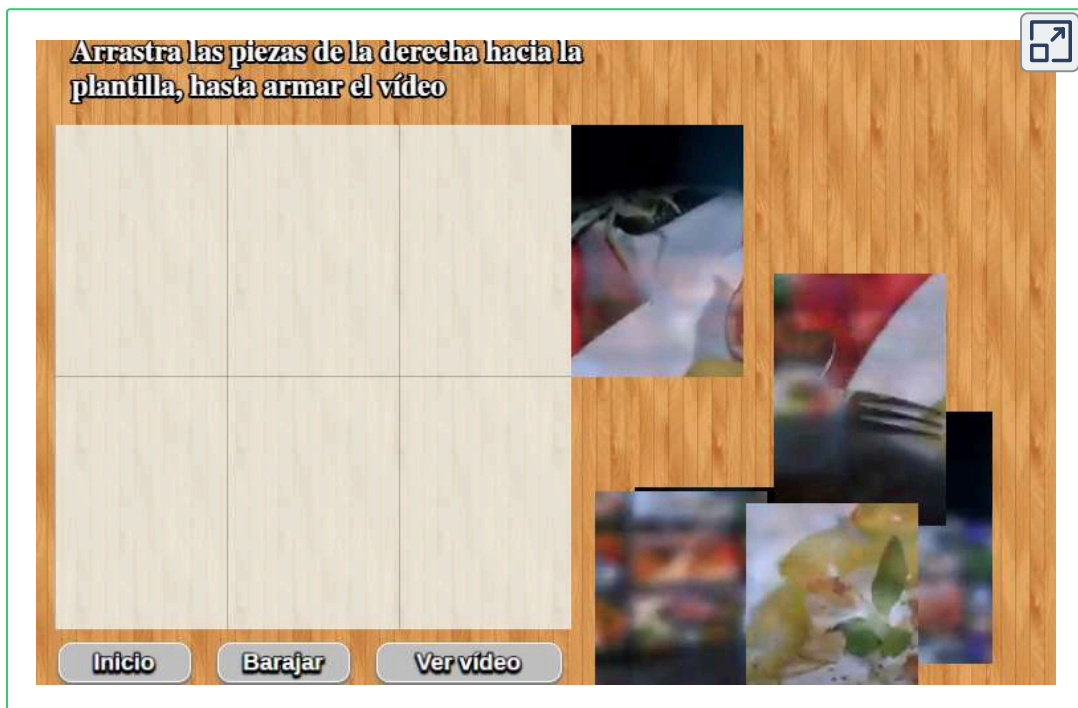 Arrastra las piezas de la derecha hacia la
plantilla, hasta armar el vídeo
Inicio
Barajar
Ver vídeo